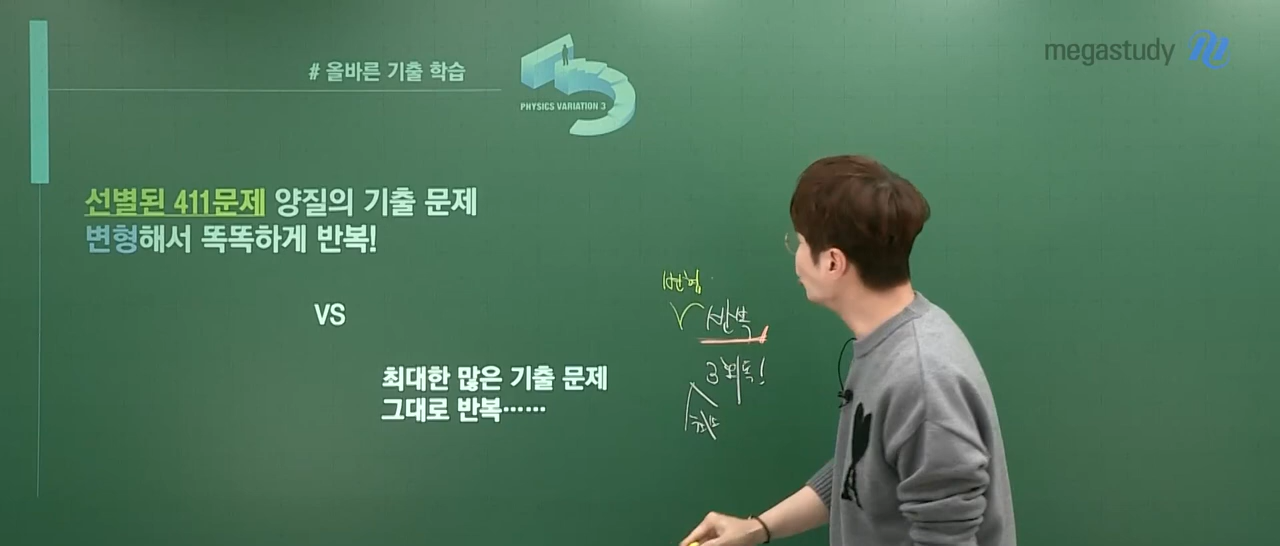 # 올바른 기출 학습
PHYSICS VARIATION 3
megastudy
선별된 411문제 양질의 기출 문제
변형해서 똑똑하게 반복!
VS
최대한 많은 기출 문제
그대로 반복……
변형
반복
3회독!
최소